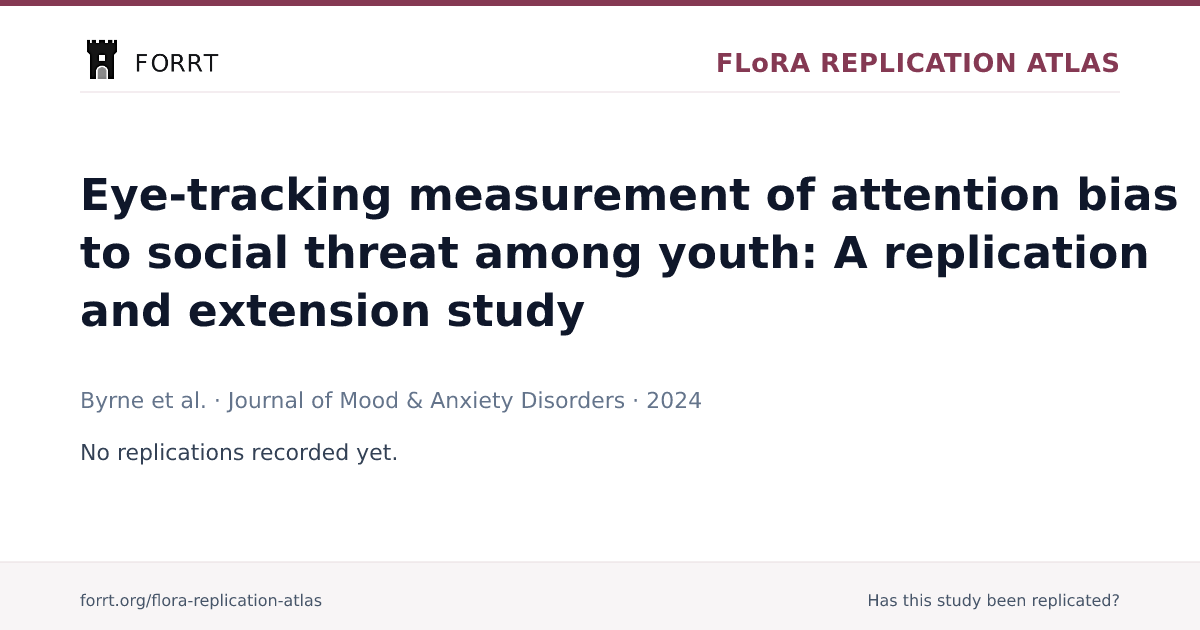 FORRT
FLoRA REPLICATION ATLAS
Eye-tracking measurement of attention bias
to social threat among youth: A replication
and extension study
Byrne et al. · Journal of Mood & Anxiety Disorders · 2024
No replications recorded yet.
forrt.org/flora-replication-atlas
Has this study been replicated?